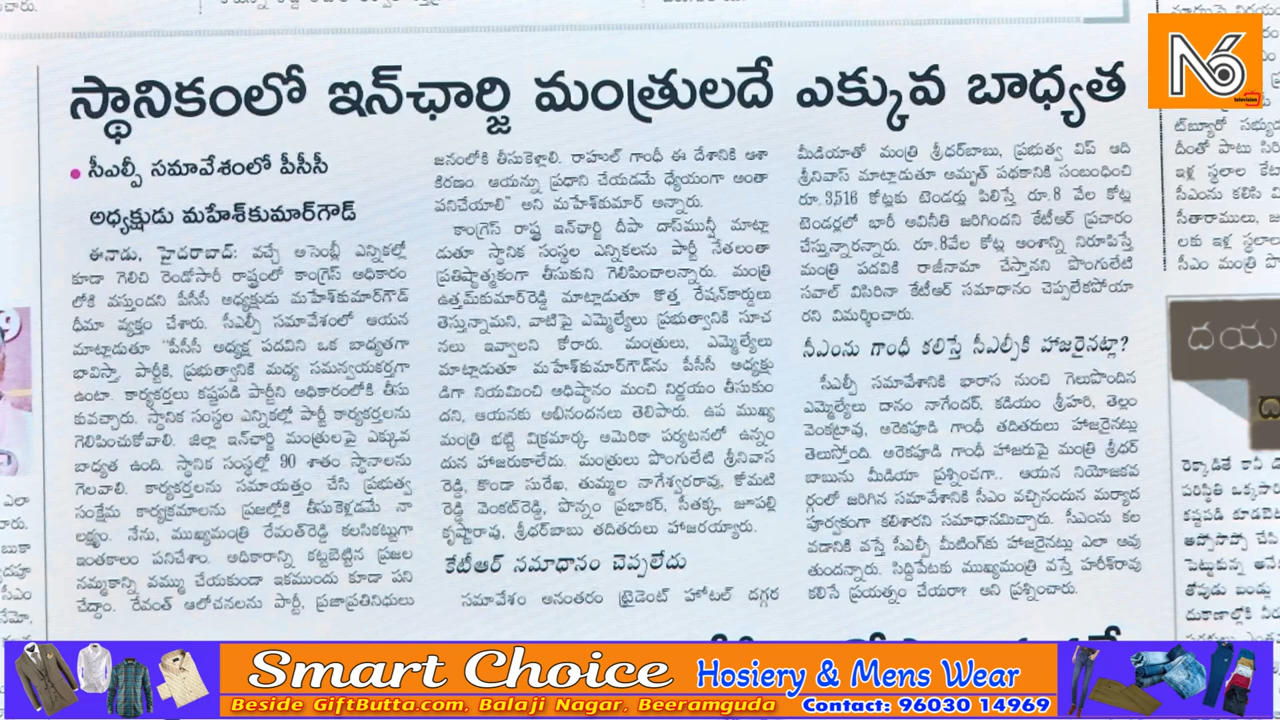 స్థానికంలో ఇన్‌ఛార్జి మంత్రులదే ఎక్కువ బాధ్యత
• సీఎల్పీ సమావేశంలో పీసీసీ
అధ్యక్షుడు మహేశ్‌కుమార్‌గౌడ్
ఈనాడు, హైదరాబాద్: వచ్చే అసెంబ్లీ ఎన్నికల్లో
కూడా గెలిచి రెండోసారీ రాష్ట్రంలో కాంగ్రెస్ అధికారం
లోకి వస్తుందని పీసీసీ అధ్యక్షుడు మహేశ్‌కుమార్‌గౌడ్
ధీమా వ్యక్తం చేశారు. సీఎల్పీ సమావేశంలో ఆయన
మాట్లాడుతూ "పీసీసీ అధ్యక్ష పదవిని ఒక బాధ్యతగా
భావిస్తా. పార్టీకి, ప్రభుత్వానికి మధ్య సమన్వయకర్తగా
ఉంటా. కార్యకర్తలు కష్టపడి పార్టీని అధికారంలోకి తీసు
కువచ్చారు. స్థానిక సంస్థల ఎన్నికల్లో పార్టీ కార్యకర్తలను
గెలిపించుకోవాలి. జిల్లా ఇన్‌ఛార్జి మంత్రులపై ఎక్కువ
బాధ్యత ఉంది. స్థానిక సంస్థల్లో 90 శాతం స్థానాలను
గెలవాలి. కార్యకర్తలను సమాయత్తం చేసి ప్రభుత్వ
సంక్షేమ కార్యక్రమాలను ప్రజల్లోకి తీసుకెళ్లడమే నా
లక్ష్యం. నేను, ముఖ్యమంత్రి రేవంత్‌రెడ్డి కలసికట్టుగా
ఇంతకాలం పనిచేశాం. అధికారాన్ని కట్టబెట్టిన ప్రజల
నమ్మకాన్ని వమ్ము చేయకుండా ఇకముందు కూడా పని
చేద్దాం. రేవంత్ ఆలోచనలను పార్టీ, ప్రజాప్రతినిధులు
జనంలోకి తీసుకెళ్లాలి. రాహుల్ గాంధీ ఈ దేశానికి ఆశా
కిరణం. ఆయన్ను ప్రధాని చేయడమే ధ్యేయంగా అంతా
పనిచేయాలి" అని మహేశ్‌కుమార్ అన్నారు.
కాంగ్రెస్ రాష్ట్ర ఇన్‌ఛార్జి దీపా దాస్‌మున్షీ మాట్లా
డుతూ స్థానిక సంస్థల ఎన్నికలను పార్టీ నేతలంతా
ప్రతిష్ఠాత్మకంగా తీసుకుని గెలిపించాలన్నారు. మంత్రి
ఉత్తమ్‌కుమార్‌రెడ్డి మాట్లాడుతూ కొత్త రేషన్‌కార్డులు
తెస్తున్నామని, వాటిపై ఎమ్మెల్యేలు ప్రభుత్వానికి సూచ
నలు ఇవ్వాలని కోరారు. మంత్రులు, ఎమ్మెల్యేలు
మాట్లాడుతూ మహేశ్‌కుమార్‌గౌడ్‌ను పీసీసీ అధ్యక్షు
డిగా నియమించి అధిష్ఠానం మంచి నిర్ణయం తీసుకుం
దని, ఆయనకు అభినందనలు తెలిపారు. ఉప ముఖ్య
మంత్రి భట్టి విక్రమార్క అమెరికా పర్యటనలో ఉన్నం
దున హాజరుకాలేదు. మంత్రులు పొంగులేటి శ్రీనివాస
రెడ్డి, కొండా సురేఖ, తుమ్మల నాగేశ్వరరావు, కోమటి
రెడ్డి వెంకట్‌రెడ్డి, పొన్నం ప్రభాకర్, సీతక్క, జూపల్లి
కృష్ణారావు, శ్రీధర్‌బాబు తదితరులు హాజరయ్యారు.
కేటీఆర్ సమాధానం చెప్పలేదు
సమావేశం అనంతరం ట్రైడెంట్ హోటల్ దగ్గర
మీడియాతో మంత్రి శ్రీధర్‌బాబు, ప్రభుత్వ విప్ ఆది
శ్రీనివాస్ మాట్లాడుతూ అమృత్ పథకానికి సంబంధించి
రూ.3,516 కోట్లకు టెండర్లు పిలిస్తే రూ.8 వేల కోట్ల
టెండర్లలో భారీ అవినీతి జరిగిందని కేటీఆర్ ప్రచారం
చేస్తున్నారన్నారు. రూ.8వేల కోట్ల అంశాన్ని నిరూపిస్తే
మంత్రి పదవికి రాజీనామా చేస్తానని పొంగులేటి
సవాల్ విసిరినా కేటీఆర్ సమాధానం చెప్పలేకపోయా
రని విమర్శించారు.
సీఎంను గాంధీ కలిస్తే సీఎల్పీకి హాజరైనట్లా?
సీఎల్పీ సమావేశానికి భారాస నుంచి గెలుపొందిన
ఎమ్మెల్యేలు దానం నాగేందర్, కడియం శ్రీహరి, తెల్లం
వెంకట్రావు, అరెకపూడి గాంధీ తదితరులు హాజరైనట్లు
తెలుస్తోంది. అరెకపూడి గాంధీ హాజరుపై మంత్రి శ్రీధర్
బాబును మీడియా ప్రశ్నించగా.. ఆయన నియోజకవ
ర్గంలో జరిగిన సమావేశానికి సీఎం వచ్చినందున మర్యాద
పూర్వకంగా కలిశారని సమాధానమిచ్చారు. సీఎంను కల
వడానికి వస్తే సీఎల్పీ మీటింగ్‌కు హాజరైనట్లు ఎలా అవు
తుందన్నారు. సిద్దిపేటకు ముఖ్యమంత్రి వస్తే హరీశ్‌రావు
కలిసే ప్రయత్నం చేయరా? అని ప్రశ్నించారు.
N6
television
Smart Choice Hosiery & Mens Wear
Beside GiftButta.com, Balaji Nagar, Beeramguda Contact: 96030 14969